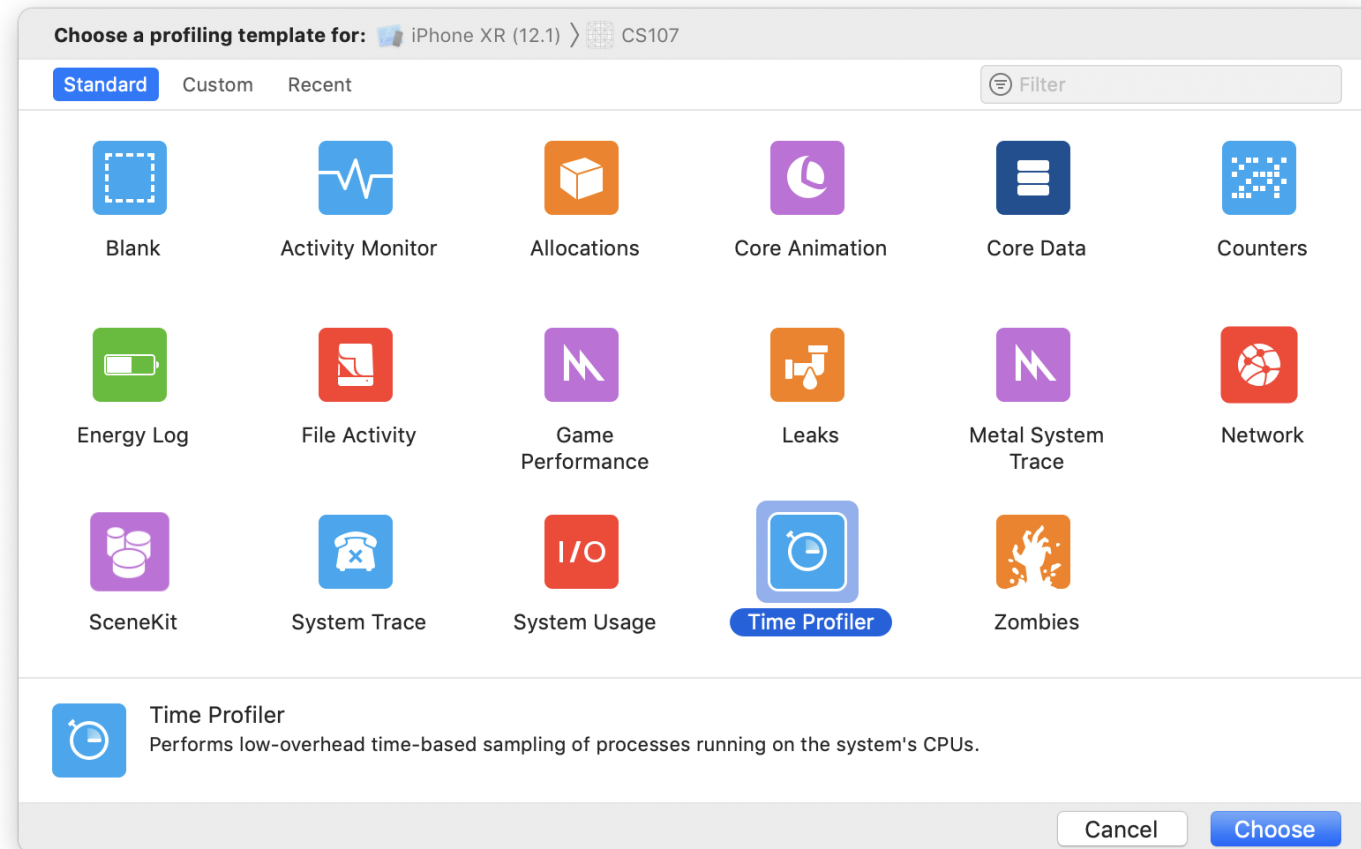 Choose a profiling template for: iPhone XR (12.1) 〉 CS107
Standard Custom Recent Filter
Blank Activity Monitor Allocations Core Animation Core Data Counters
Energy Log File Activity Game Performance Leaks Metal System Trace Network
SceneKit System Trace I/O System Usage Time Profiler Zombies
Time Profiler
Performs low-overhead time-based sampling of processes running on the system's CPUs.
Cancel Choose